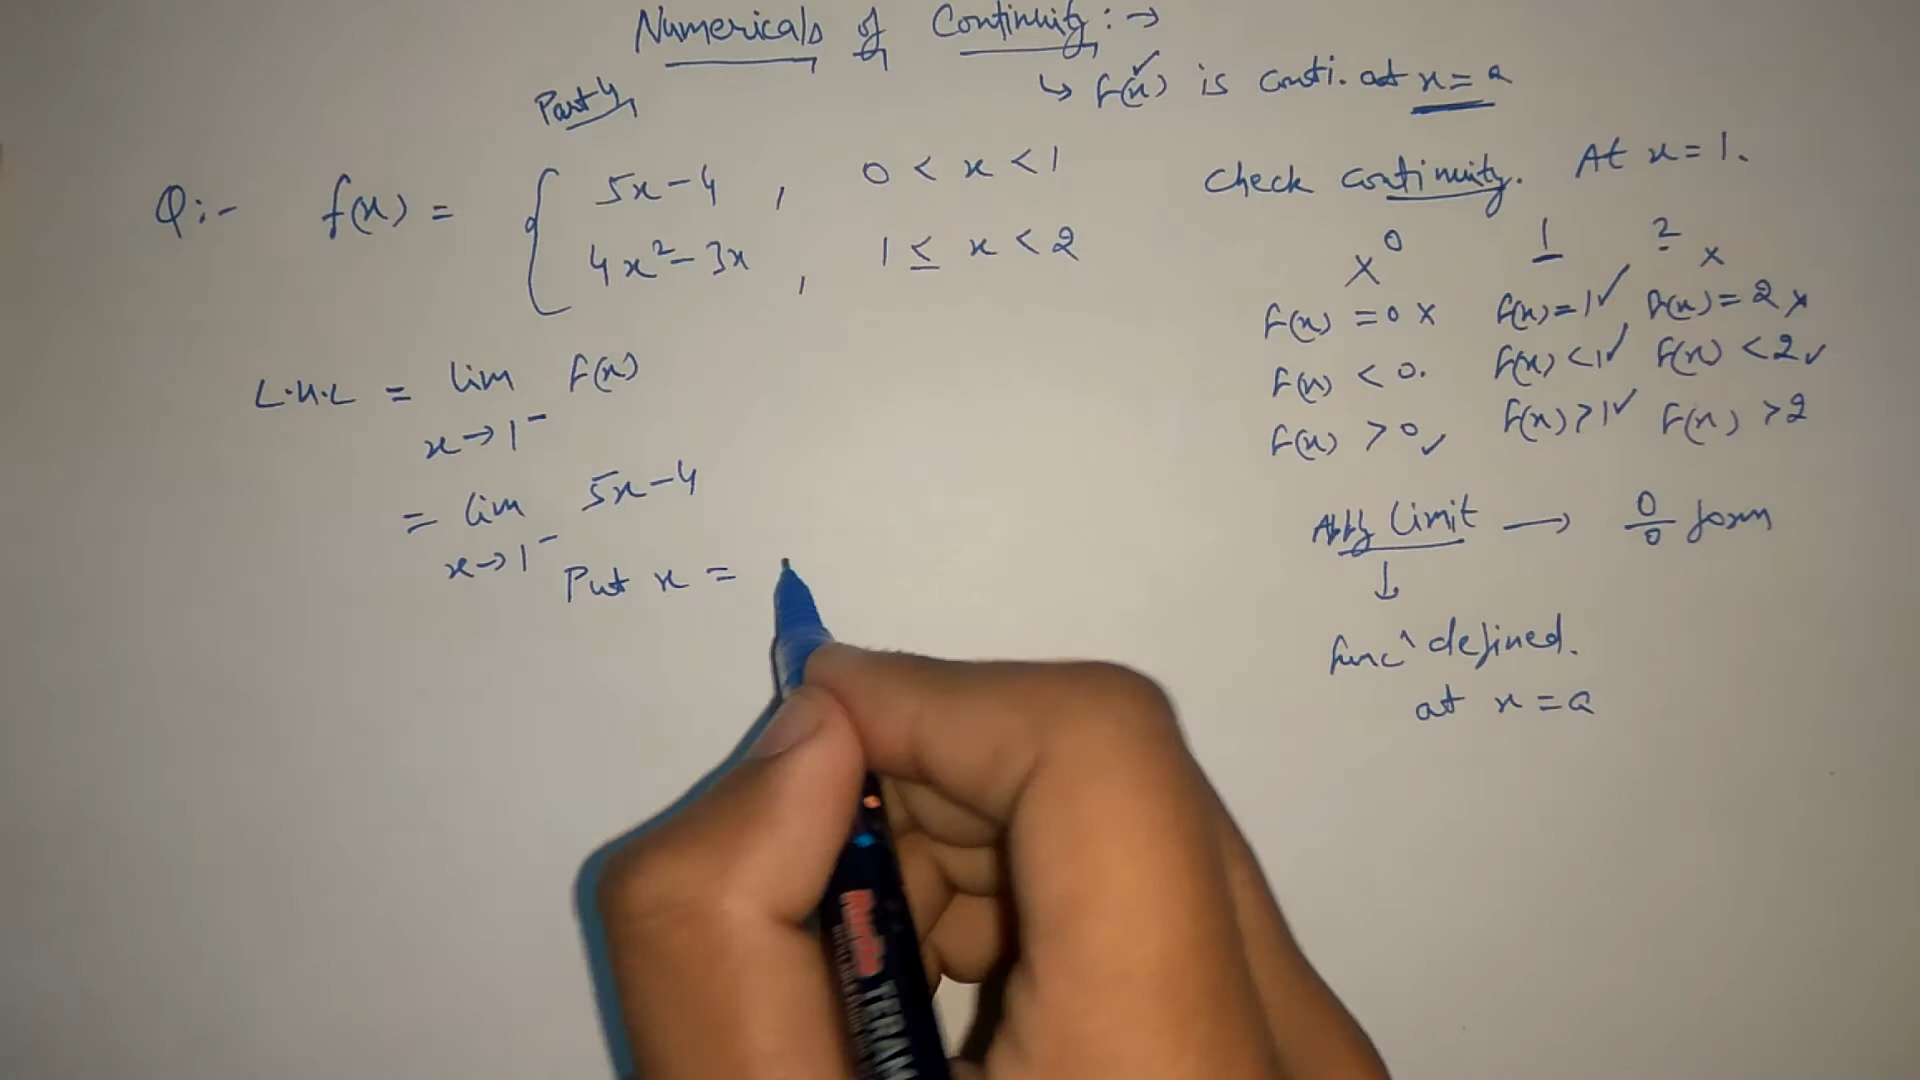 Numericals of Continuity :→
Part 4
↳ f(x) is conti. at x = a
Q:- f(x) = { 5x-4 , 0 < x < 1
4x²-3x , 1 ≤ x < 2
Check continuity. At x = 1.
x 0 1 2 x
f(x) = 0 x f(x) = 1 ✓ f(x) = 2 x
f(x) < 0. f(x) < 1 ✓ f(x) < 2 ✓
f(x) > 0 ✓ f(x) > 1 ✓ f(x) > 2
L.H.L = lim f(x)
x→1⁻
= lim 5x-4
x→1⁻
Put x =
Apply Limit → 0/0 form
↓
funcⁿ defined.
at x = a
TERAN